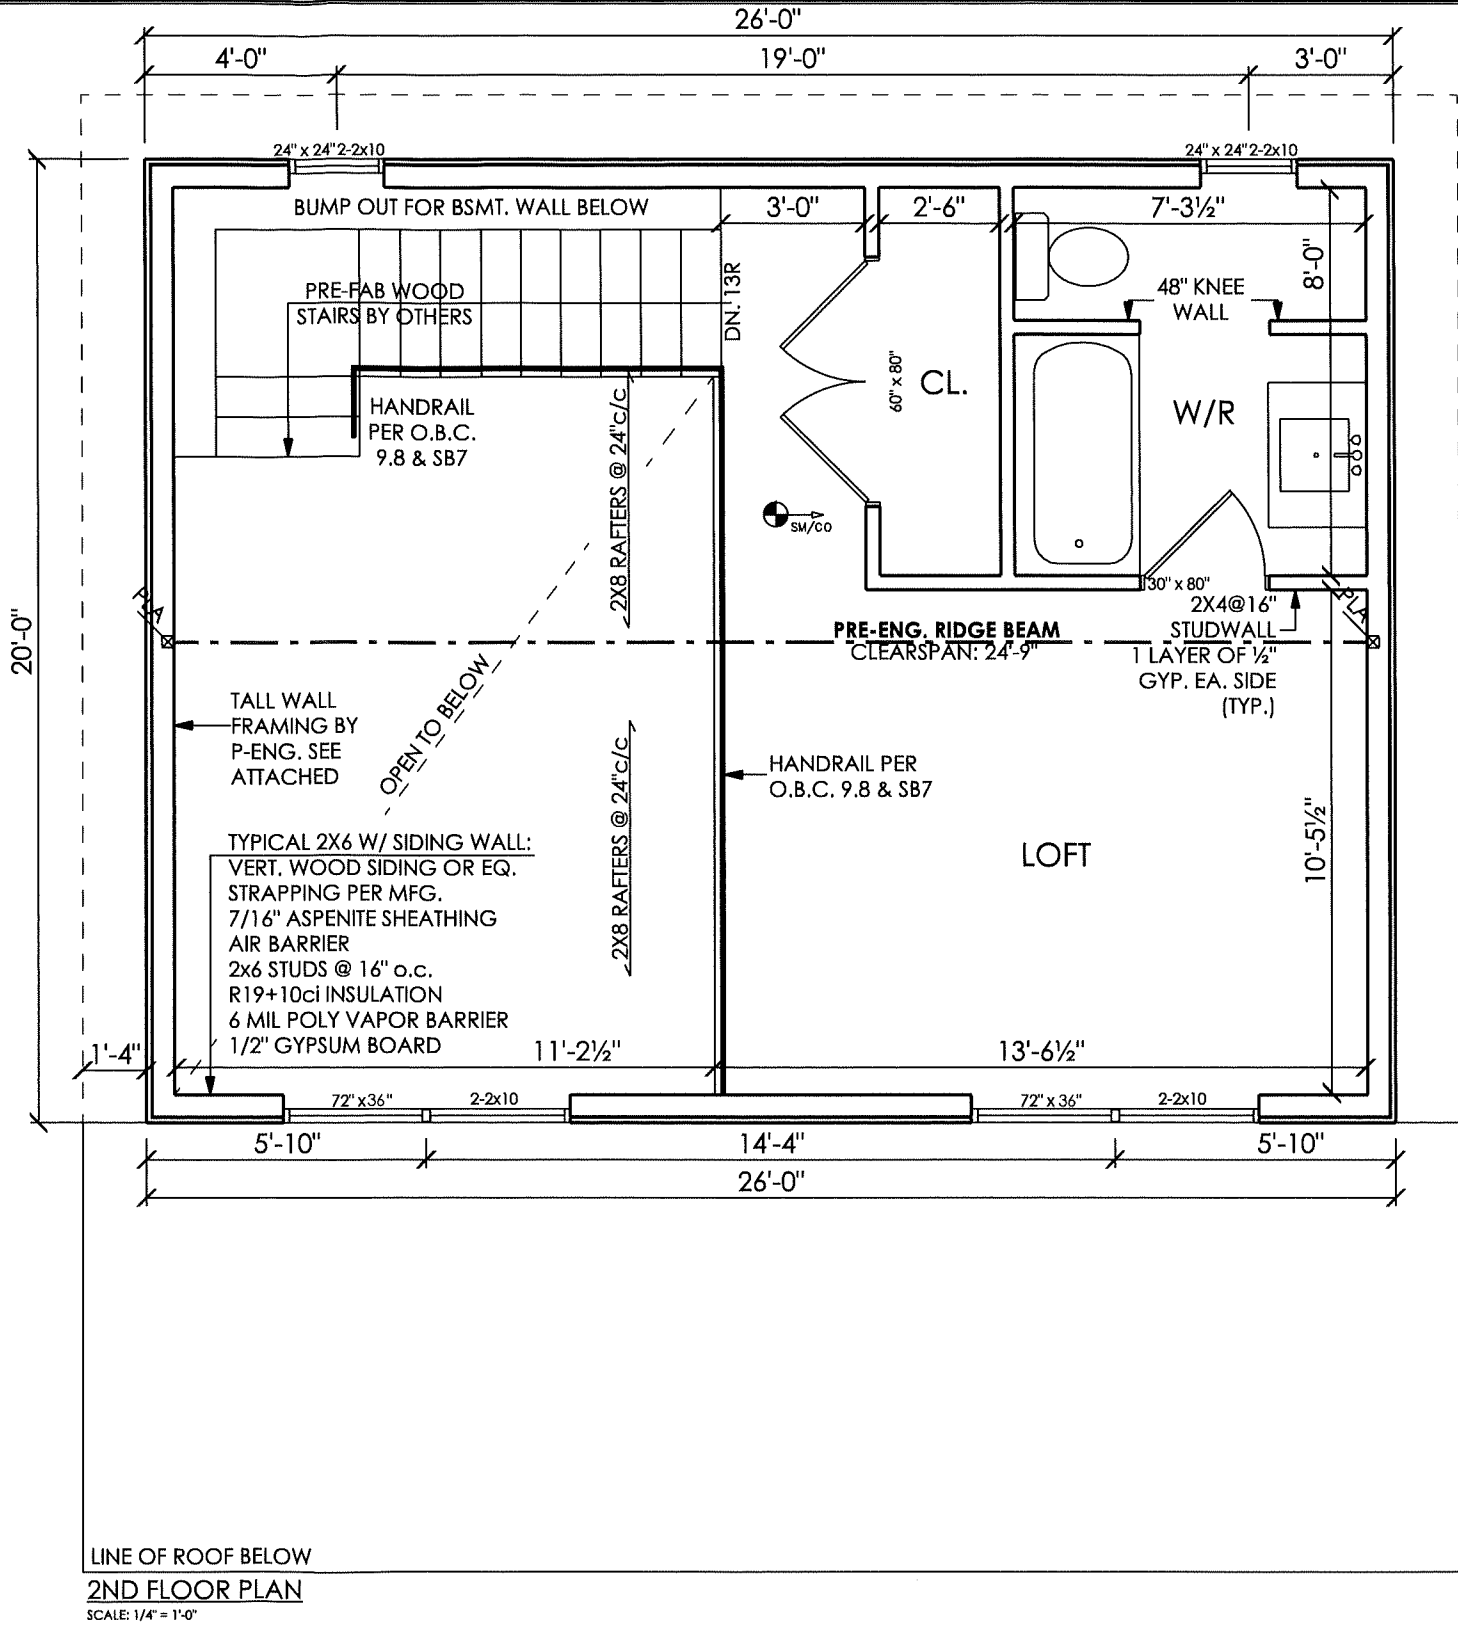 26'-0"
4'-0"
19'-0"
3'-0"
24" x 24"2-2x10
24" x 24"2-2x10
BUMP OUT FOR BSMT. WALL BELOW
3'-0"
2'-6"
7'-3½"
8'-0"
PRE-FAB WOOD
STAIRS BY OTHERS
DN. 13R
48" KNEE
WALL
HANDRAIL
PER O.B.C.
9.8 & SB7
2X8 RAFTERS @ 24"c/c
60" x 80"
CL.
W/R
SM/CO
30" x 80"
2X4@16"
STUDWALL
1 LAYER OF ½"
GYP. EA. SIDE
(TYP.)
PLA
PLA
PRE-ENG. RIDGE BEAM
CLEARSPAN: 24'-9"
20'-0"
TALL WALL
FRAMING BY
P-ENG. SEE
ATTACHED
OPEN TO BELOW
2X8 RAFTERS @ 24"c/c
HANDRAIL PER
O.B.C. 9.8 & SB7
LOFT
10'-5½"
TYPICAL 2X6 W/ SIDING WALL:
VERT. WOOD SIDING OR EQ.
STRAPPING PER MFG.
7/16" ASPENITE SHEATHING
AIR BARRIER
2x6 STUDS @ 16" o.c.
R19+10ci INSULATION
6 MIL POLY VAPOR BARRIER
1/2" GYPSUM BOARD
1'-4"
11'-2½"
13'-6½"
72" x36"
2-2x10
72" x 36"
2-2x10
5'-10"
14'-4"
5'-10"
26'-0"
LINE OF ROOF BELOW
2ND FLOOR PLAN
SCALE: 1/4" = 1'-0"